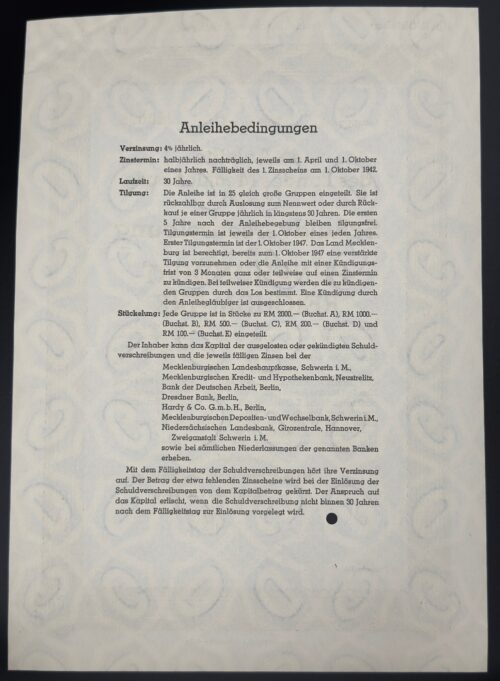 Anleihebedingungen
Verzinsung: 4% jährlich.
Zinstermin: halbjährlich nachträglich, jeweils am 1. April und 1. Oktober
eines Jahres. Fälligkeit des 1. Zinsscheins am 1. Oktober 1942.
Laufzeit: 30 Jahre.
Tilgung: Die Anleihe ist in 25 gleich große Gruppen eingeteilt. Sie ist
rückzahlbar durch Auslosung zum Nennwert oder durch Rück-
kauf je einer Gruppe jährlich in längstens 30 Jahren. Die ersten
5 Jahre nach der Anleihebegebung bleiben tilgungsfrei.
Tilgungstermin ist jeweils der 1. Oktober eines jeden Jahres.
Erster Tilgungstermin ist der 1. Oktober 1947. Das Land Mecklen-
burg ist berechtigt, bereits zum 1. Oktober 1947 eine verstärkte
Tilgung vorzunehmen oder die Anleihe mit einer Kündigungs-
frist von 3 Monaten ganz oder teilweise auf einen Zinstermin
zu kündigen. Bei teilweiser Kündigung werden die zu kündigen-
den Gruppen durch das Los bestimmt. Eine Kündigung durch
den Anleihegläubiger ist ausgeschlossen.
Stückelung: Jede Gruppe ist in Stücke zu RM 2000.— (Buchst. A), RM 1000.—
(Buchst. B), RM 500.— (Buchst. C), RM 200.— (Buchst. D) und
RM 100.— (Buchst. E) eingeteilt.
Der Inhaber kann das Kapital der ausgelosten oder gekündigten Schuld-
verschreibungen und die jeweils fälligen Zinsen bei der
Mecklenburgischen Landeshauptkasse, Schwerin i. M.,
Mecklenburgischen Kredit- und Hypothekenbank, Neustrelitz,
Bank der Deutschen Arbeit, Berlin,
Dresdner Bank, Berlin,
Hardy & Co. G.m.b.H., Berlin,
Mecklenburgischen Depositen- und Wechselbank, Schwerin i.M.,
Niedersächsischen Landesbank, Girozentrale, Hannover,
Zweiganstalt Schwerin i. M.
sowie bei sämtlichen Niederlassungen der genannten Banken
erheben.
Mit dem Fälligkeitstag der Schuldverschreibungen hört ihre Verzinsung
auf. Der Betrag der etwa fehlenden Zinsscheine wird bei der Einlösung der
Schuldverschreibungen von dem Kapitalbetrag gekürzt. Der Anspruch auf
das Kapital erlischt, wenn die Schuldverschreibung nicht binnen 30 Jahren
nach dem Fälligkeitstag zur Einlösung vorgelegt wird.